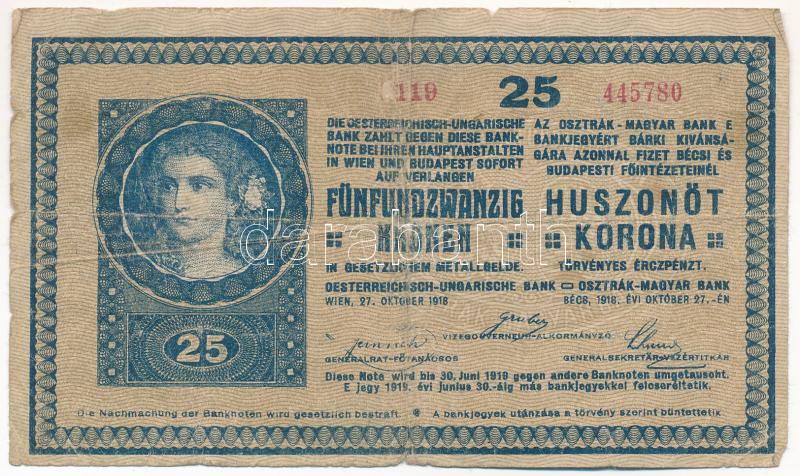 119 25 445780
DIE OESTERREICHISCH-UNGARISCHE
BANK ZAHLT GEGEN DIESE BANK-
NOTE BEI IHREN HAUPTANSTALTEN
IN WIEN UND BUDAPEST SOFORT
AUF VERLANGEN
FÜNFUNDZWANZIG
KRONEN
IN GESETZLICHEM METALLGELDE.
AZ OSZTRÁK-MAGYAR BANK E
BANKJEGYÉRT BÁRKI KIVÁNSÁ-
GÁRA AZONNAL FIZET BÉCSI ÉS
BUDAPESTI FŐINTÉZETEINÉL
HUSZONÖT
KORONA
TÖRVÉNYES ÉRCZPÉNZT.
OESTERREICHISCH-UNGARISCHE BANK OSZTRÁK-MAGYAR BANK
WIEN, 27. OKTOBER 1918 BÉCS, 1918. ÉVI OKTÓBER 27.-ÉN
Gruber
VIZEGOUVERNEUR-ALKORMÁNYZÓ
GENERALRAT-FŐTANÁCSOS GENERALSEKRETÄR-VEZÉRTITKÁR
Diese Note wird bis 30. Juni 1919 gegen andere Banknoten umgetauscht.
E jegy 1919. évi junius 30.-áig más bankjegyekkel felcseréltetik.
25
Die Nachmachung der Banknoten wird gesetzlich bestraft. A bankjegyek utánzása a törvény szerint büntettetik.
darabanth